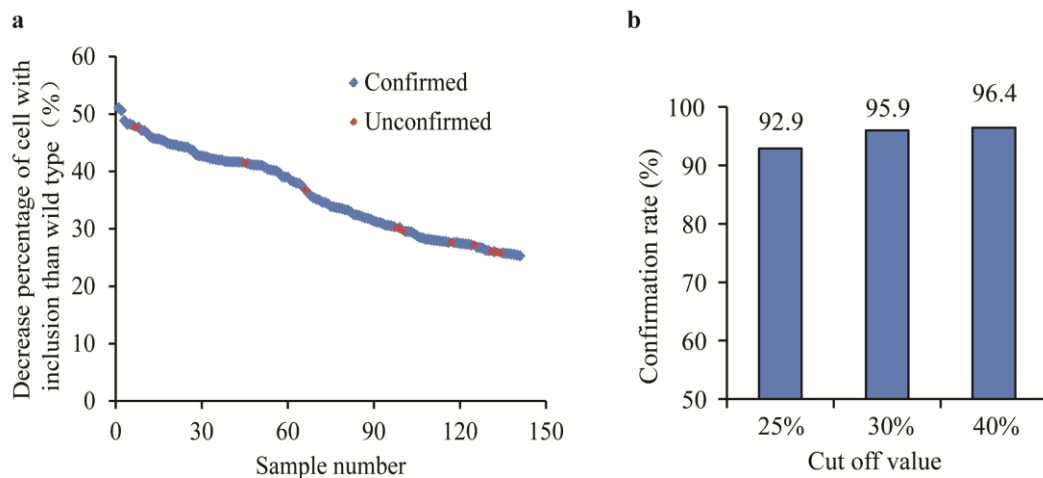 a
Decrease percentage of cell with
inclusion than wild type（%）
60
50
40
30
20
10
0
Confirmed
Unconfirmed
0 30 60 90 120 150
Sample number
b
Confirmation rate (%)
100
90
80
70
60
50
92.9 95.9 96.4
25% 30% 40%
Cut off value